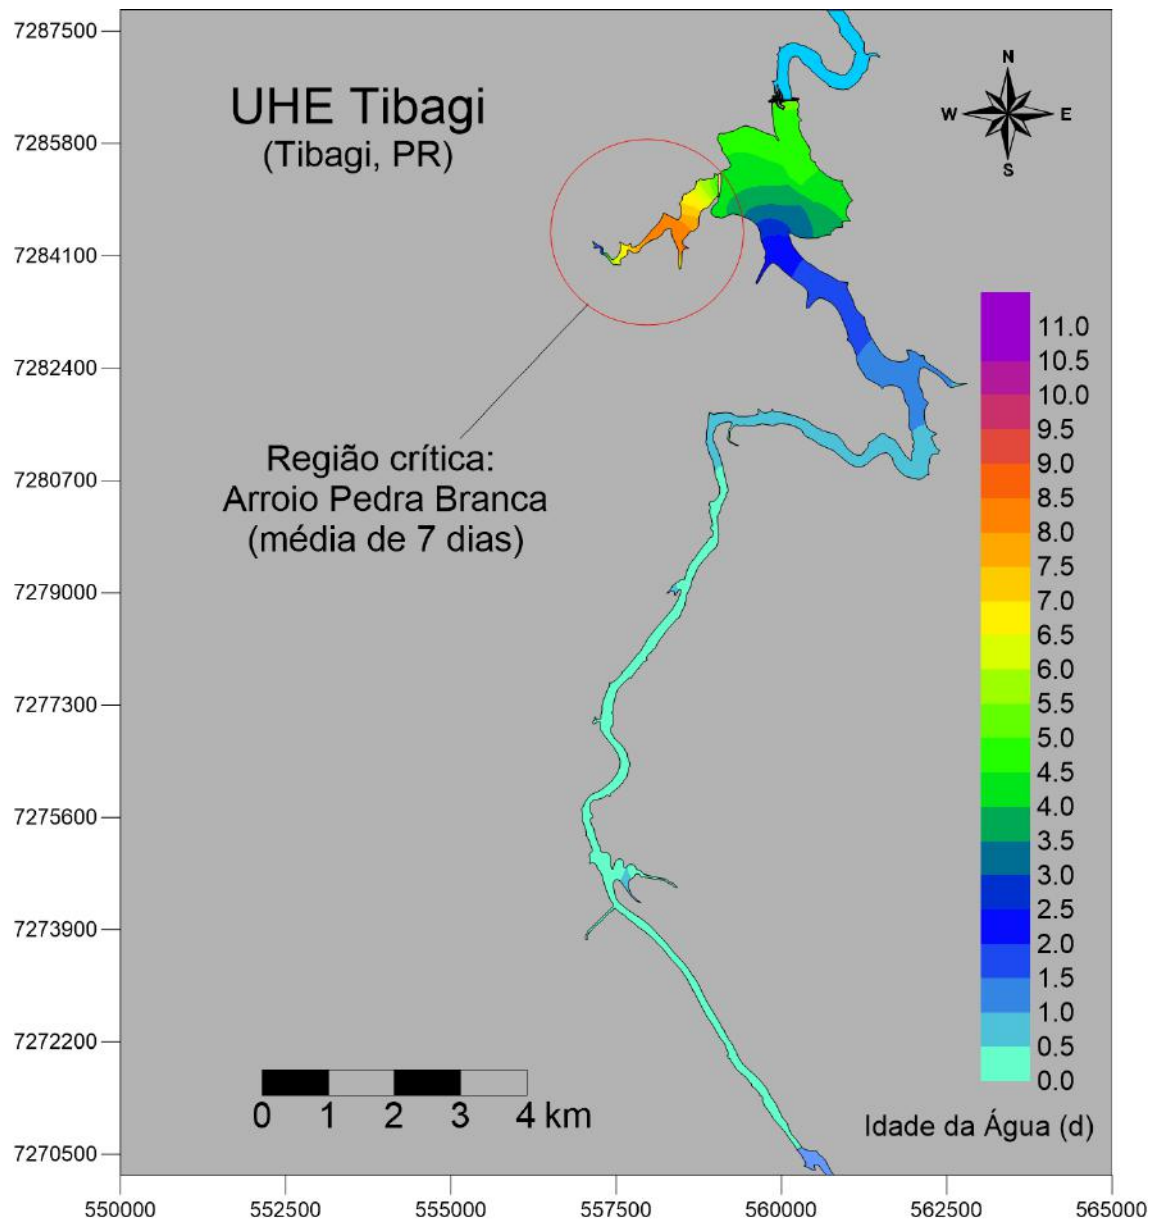 UHE Tibagi
(Tibagi, PR)
N
W
E
S
Região crítica:
Arroio Pedra Branca
(média de 7 dias)
7287500
7285800
7284100
7282400
7280700
7279000
7277300
7275600
7273900
7272200
7270500
11.0
10.5
10.0
9.5
9.0
8.5
8.0
7.5
7.0
6.5
6.0
5.5
5.0
4.5
4.0
3.5
3.0
2.5
2.0
1.5
1.0
0.5
0.0
Idade da Água (d)
0 1 2 3 4 km
550000 552500 555000 557500 560000 562500 565000